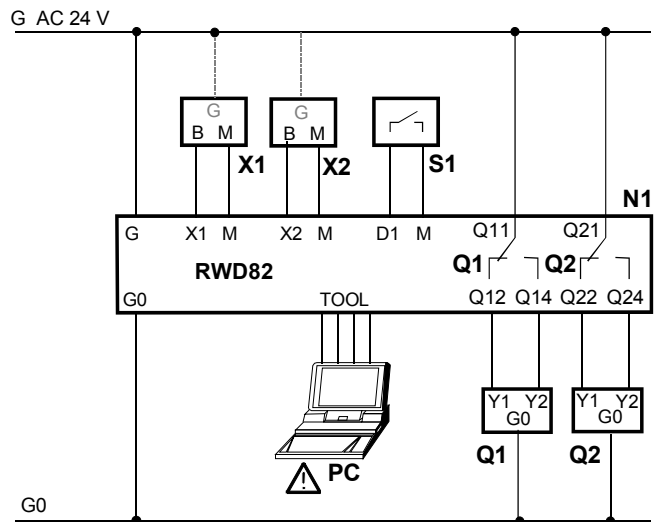 G AC 24 V
G G
B M B M
X1 X2 S1
N1
G X1 M X2 M D1 M Q11 Q21
RWD82 Q1 Q2
G0 TOOL Q12 Q14 Q22 Q24
Y1 Y2 Y1 Y2
G0 G0
Q1 Q2
PC
G0